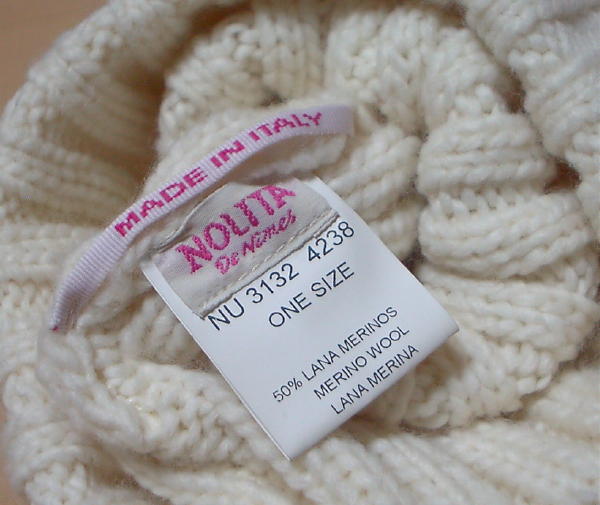 MADE IN ITALY
NOLITA
De Nimes
NU 3132 4238
ONE SIZE
50% LANA MERINOS
MERINO WOOL
LANA MERINA